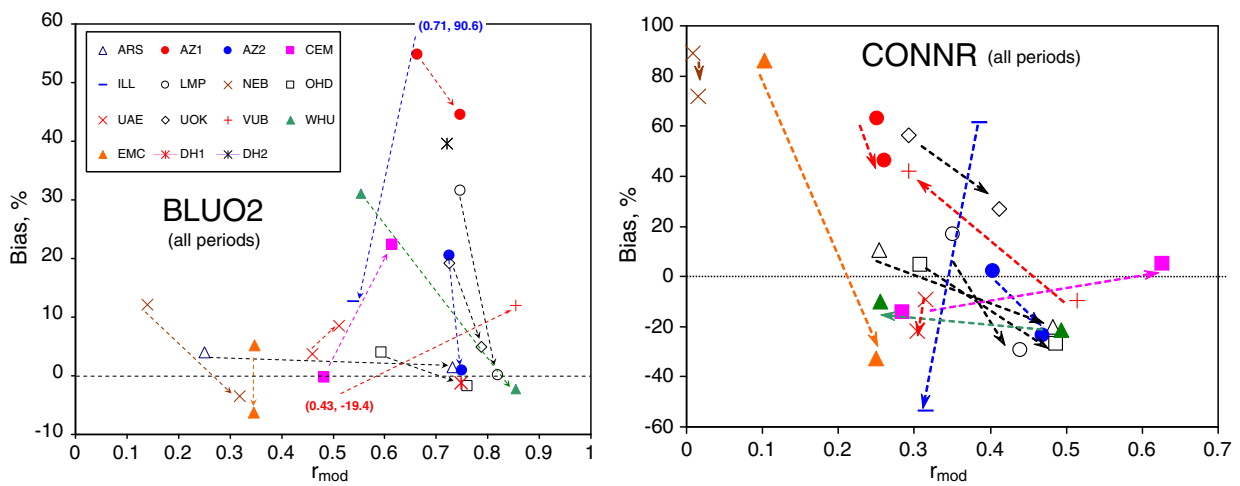 60
50
40
30
20
10
0
-10
Bias, %
(0.71, 90.6)
ARS AZ1 AZ2 CEM
ILL LMP NEB OHD
UAE UOK VUB WHU
EMC DH1 DH2
BLUO2
(all periods)
(0.43, -19.4)
0 0.1 0.2 0.3 0.4 0.5 0.6 0.7 0.8 0.9 1
rmod
100
80
60
40
20
0
-20
-40
-60
Bias, %
CONNR (all periods)
0 0.1 0.2 0.3 0.4 0.5 0.6 0.7
rmod